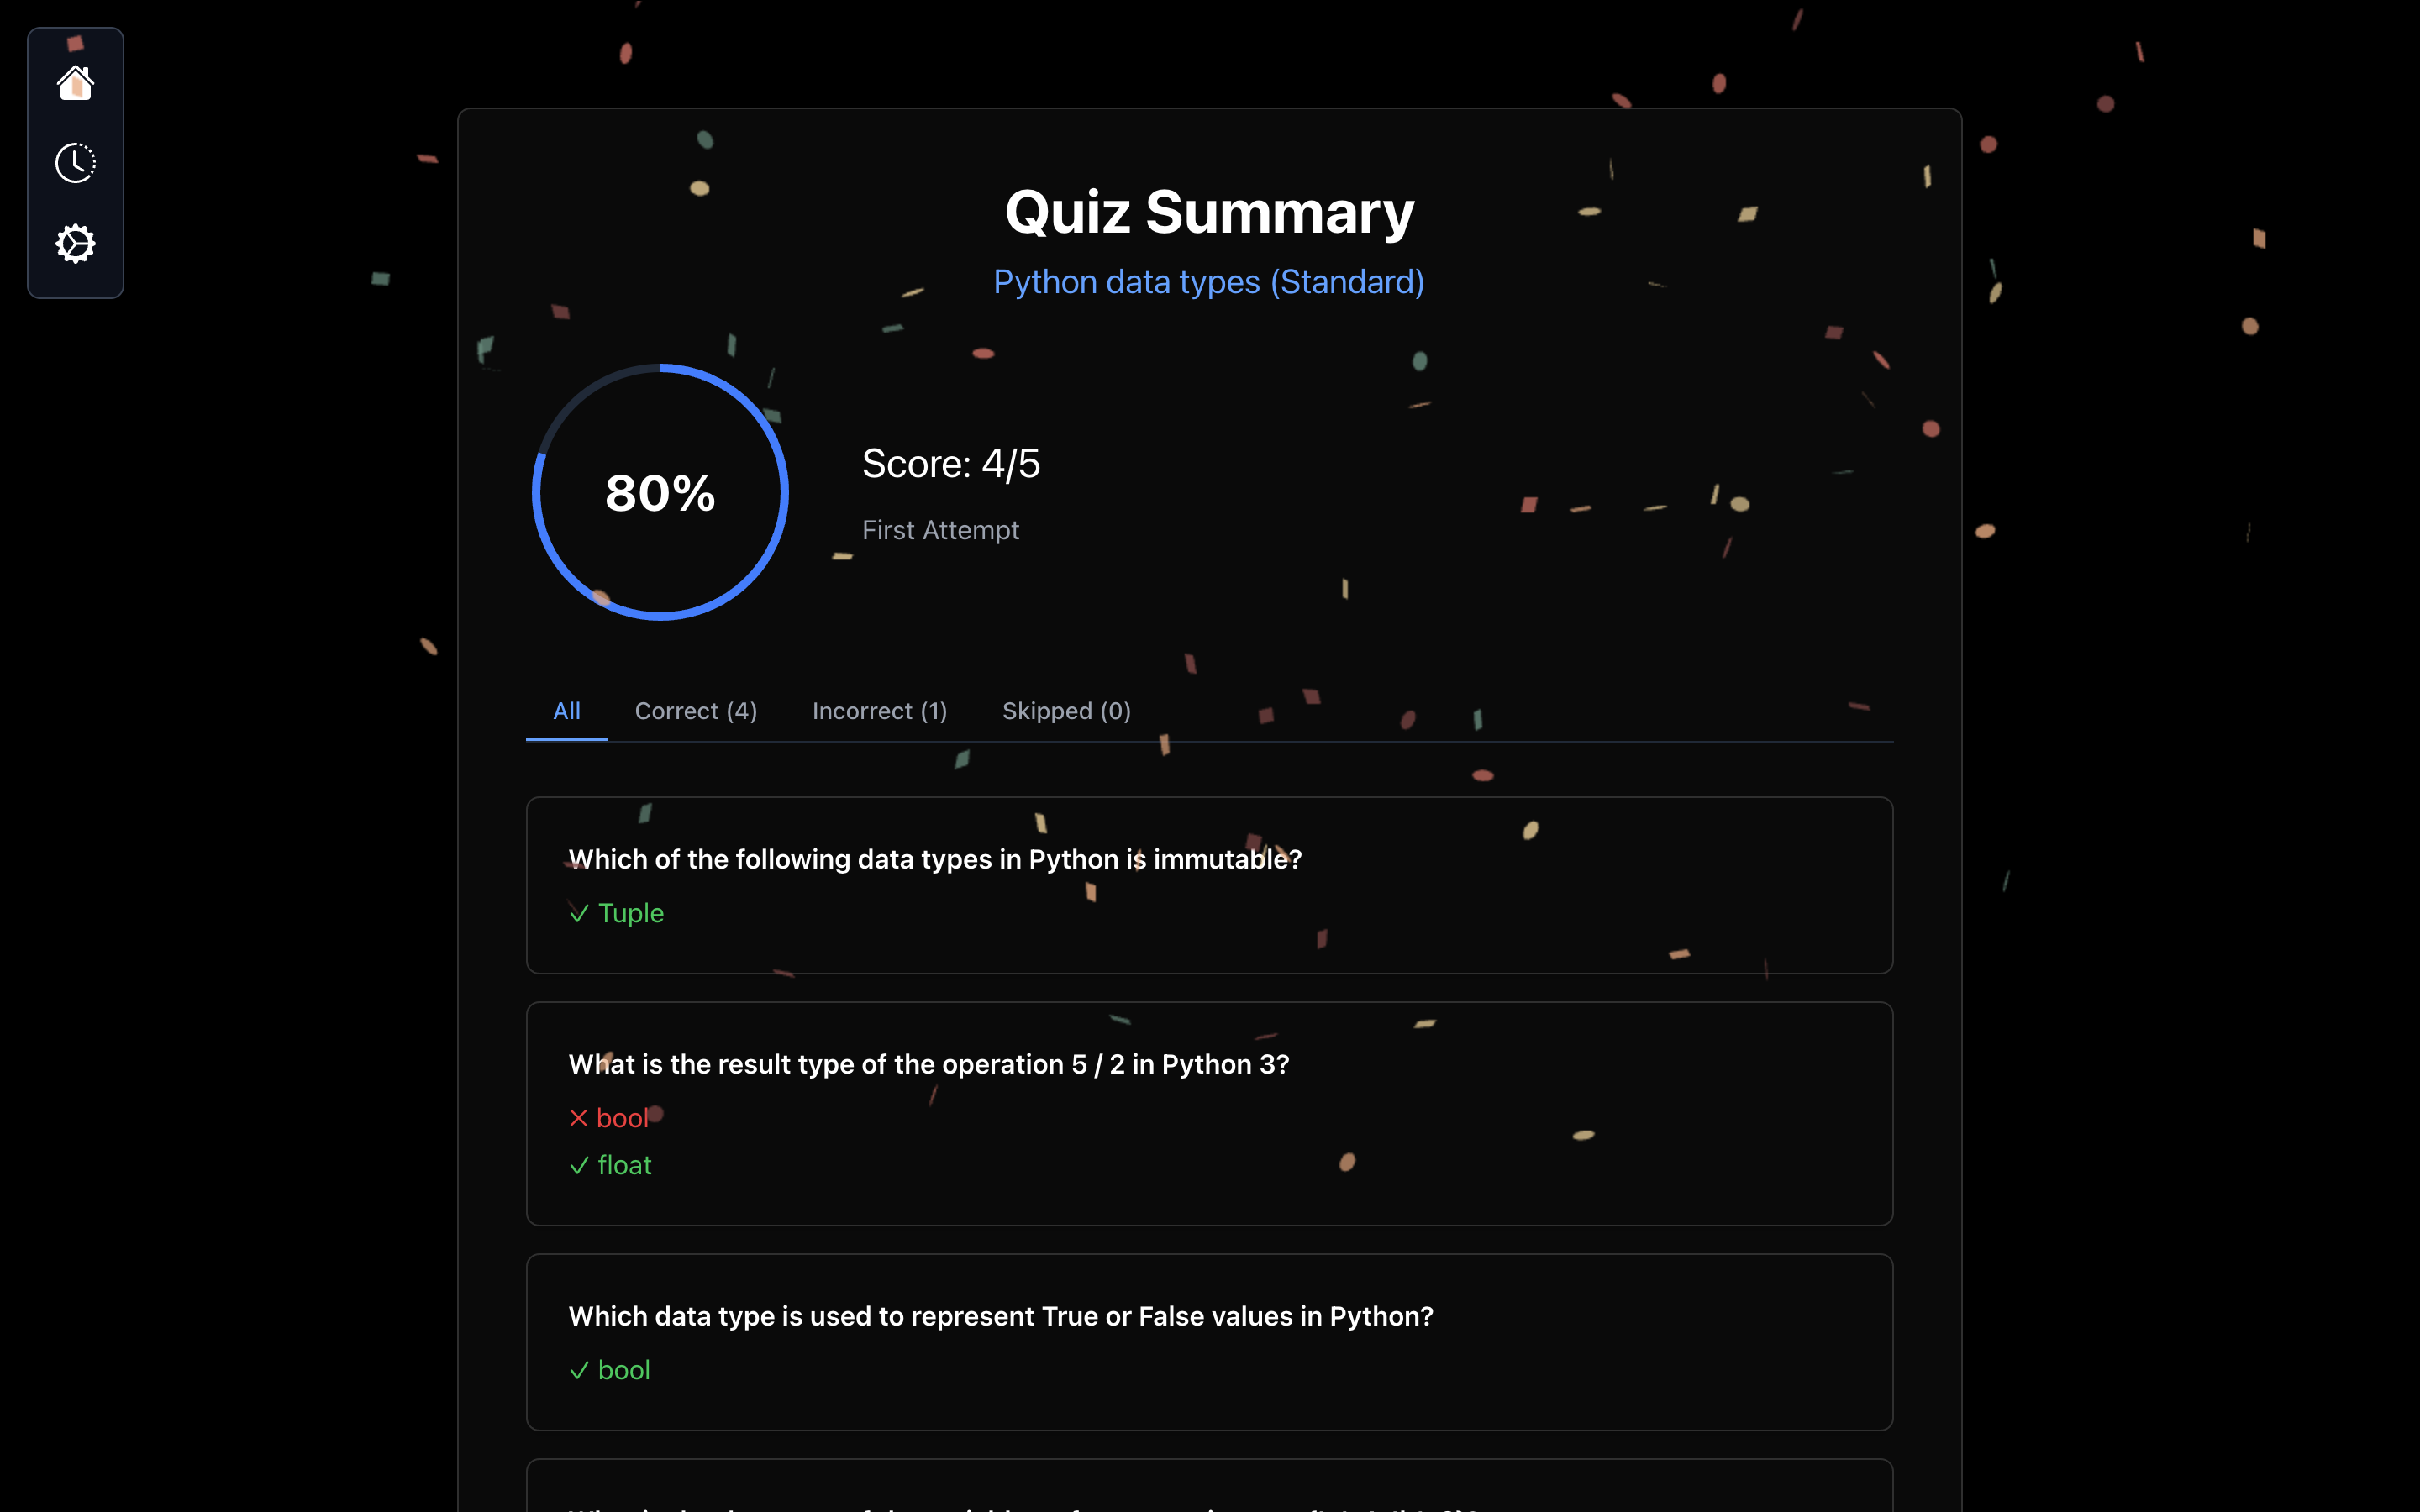 Quiz Summary
Python data types (Standard)
80%
Score: 4/5
First Attempt
All
Correct (4)
Incorrect (1)
Skipped (0)
Which of the following data types in Python is immutable?
Tuple
What is the result type of the operation 5 / 2 in Python 3?
bool
float
Which data type is used to represent True or False values in Python?
bool